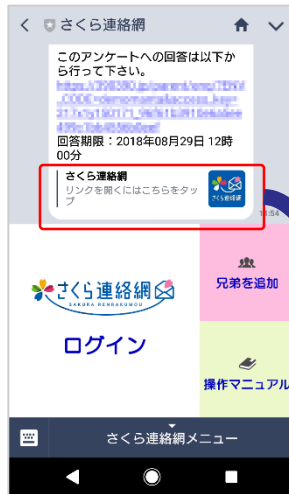 さくら連絡網
このアンケートへの回答は以下か
ら行って下さい。
回答期限：2018年08月29日 12時
00分
さくら連絡網
リンクを開くにはこちらをタッ
プ
さくら連絡網
11:54
さくら連絡網
SAKURA RENRAKUMOU
ログイン
兄弟を追加
操作マニュアル
さくら連絡網メニュー